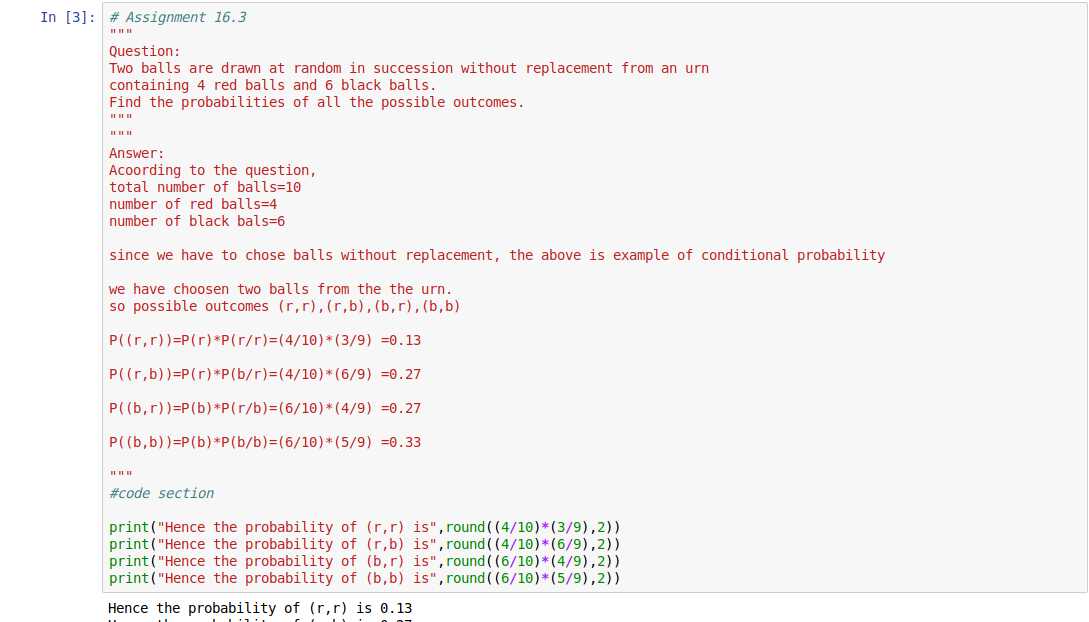 In [3]: # Assignment 16.3
"""
Question:
Two balls are drawn at random in succession without replacement from an urn
containing 4 red balls and 6 black balls.
Find the probabilities of all the possible outcomes.
"""
"""
Answer:
Acoording to the question,
total number of balls=10
number of red balls=4
number of black bals=6
since we have to chose balls without replacement, the above is example of conditional probability
we have choosen two balls from the the urn.
so possible outcomes (r,r),(r,b),(b,r),(b,b)
P((r,r))=P(r)*P(r/r)=(4/10)*(3/9) =0.13
P((r,b))=P(r)*P(b/r)=(4/10)*(6/9) =0.27
P((b,r))=P(b)*P(r/b)=(6/10)*(4/9) =0.27
P((b,b))=P(b)*P(b/b)=(6/10)*(5/9) =0.33
"""
#code section
print("Hence the probability of (r,r) is",round((4/10)*(3/9),2))
print("Hence the probability of (r,b) is",round((4/10)*(6/9),2))
print("Hence the probability of (b,r) is",round((6/10)*(4/9),2))
print("Hence the probability of (b,b) is",round((6/10)*(5/9),2))
Hence the probability of (r,r) is 0.13